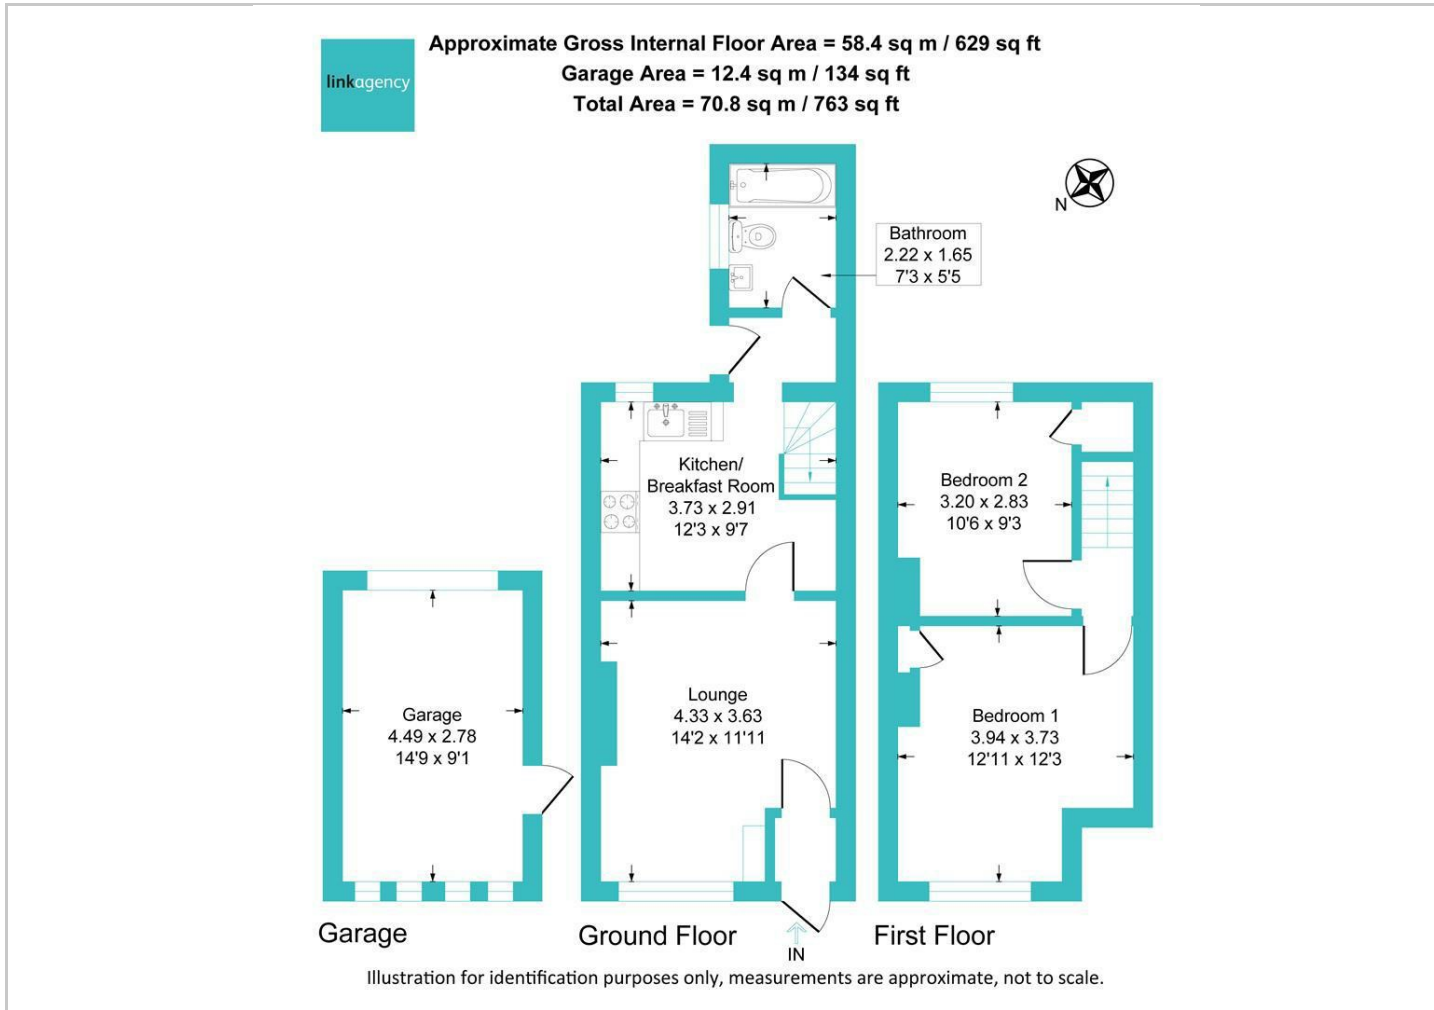 linkagency
Approximate Gross Internal Floor Area = 58.4 sq m / 629 sq ft
Garage Area = 12.4 sq m / 134 sq ft
Total Area = 70.8 sq m / 763 sq ft
N
Bathroom
2.22 x 1.65
7'3 x 5'5
Kitchen/
Breakfast Room
3.73 x 2.91
12'3 x 9'7
Bedroom 2
3.20 x 2.83
10'6 x 9'3
Garage
4.49 x 2.78
14'9 x 9'1
Lounge
4.33 x 3.63
14'2 x 11'11
Bedroom 1
3.94 x 3.73
12'11 x 12'3
Garage
Ground Floor
IN
First Floor
Illustration for identification purposes only, measurements are approximate, not to scale.